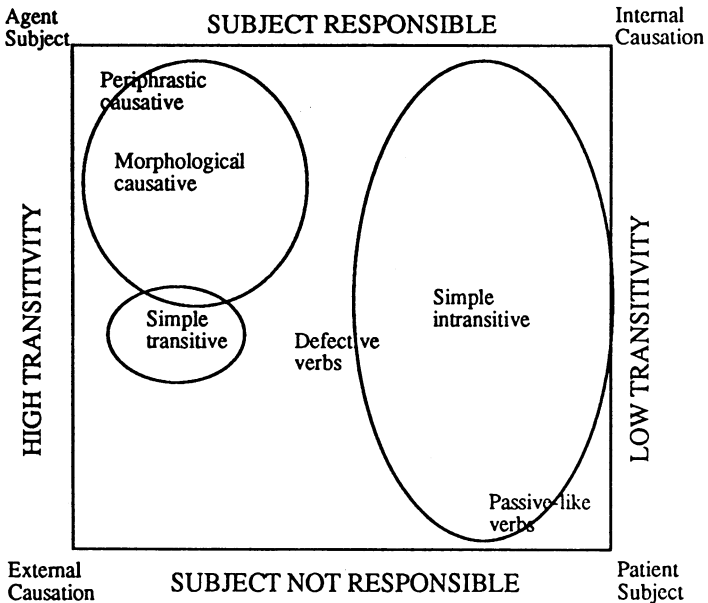 Agent
Subject
SUBJECT RESPONSIBLE
Internal
Causation
Periphrastic
causative
Morphological
causative
HIGH TRANSITIVITY
Simple
transitive
Defective
verbs
Simple
intransitive
LOW TRANSITIVITY
Passive-like
verbs
External
Causation
SUBJECT NOT RESPONSIBLE
Patient
Subject